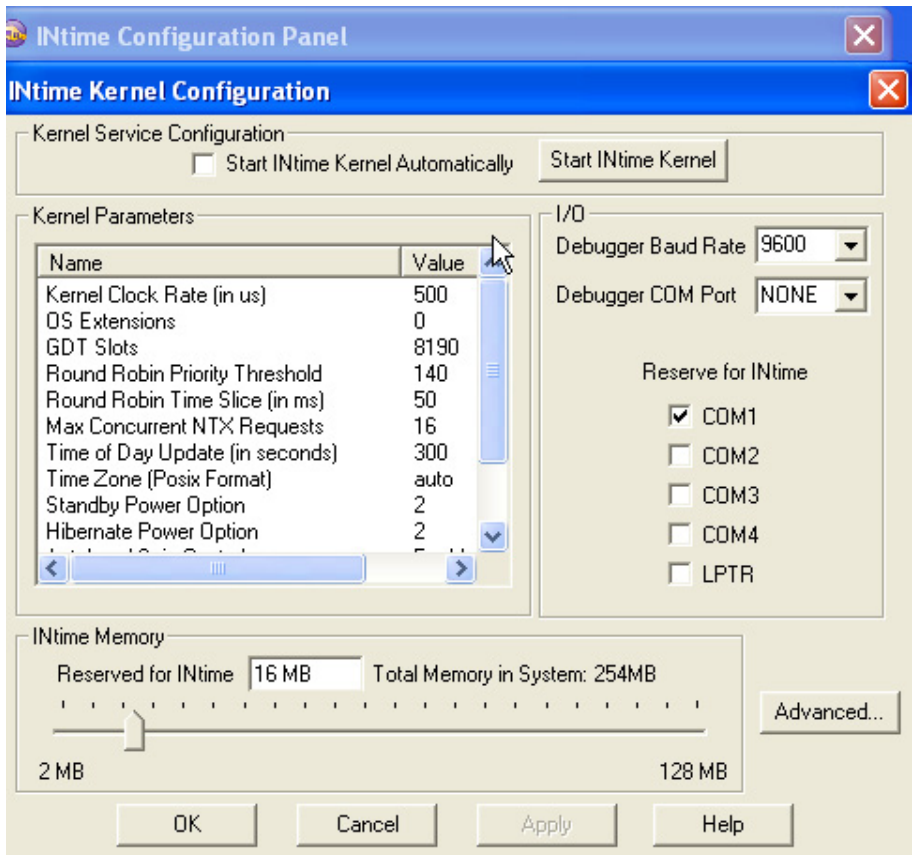 INtime Configuration Panel
INtime Kernel Configuration
Kernel Service Configuration
Start INtime Kernel Automatically
Start INtime Kernel
Kernel Parameters
Name Value
Kernel Clock Rate (in us) 500
OS Extensions 0
GDT Slots 8190
Round Robin Priority Threshold 140
Round Robin Time Slice (in ms) 50
Max Concurrent NTX Requests 16
Time of Day Update (in seconds) 300
Time Zone (Posix Format) auto
Standby Power Option 2
Hibernate Power Option 2
I/O
Debugger Baud Rate 9600
Debugger COM Port NONE
Reserve for INtime
COM1
COM2
COM3
COM4
LPTR
INtime Memory
Reserved for INtime 16 MB Total Memory in System: 254MB
2 MB 128 MB
Advanced...
OK Cancel Apply Help